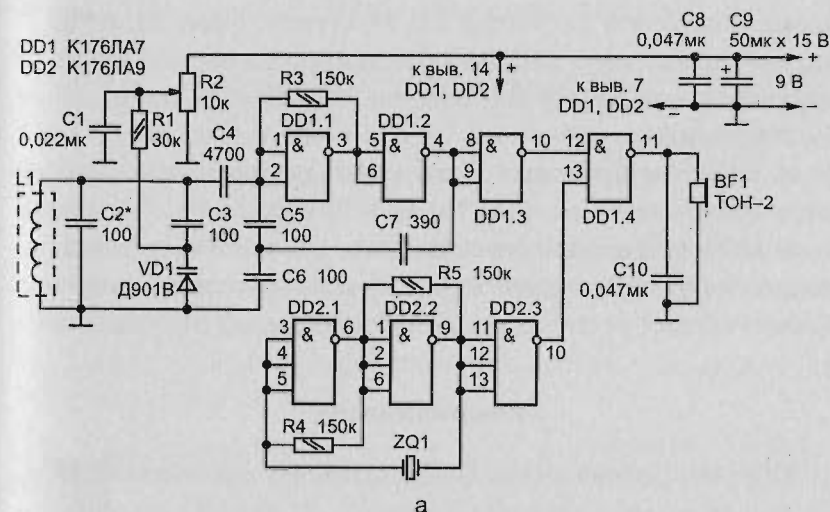 DD1 К176ЛА7
DD2 К176ЛА9
C1
0,022мк
R1
30к
R2
10к
R3 150к
к выв. 14
DD1, DD2
+
C8
0,047мк
C9
50мк х 15 В
+
+
к выв. 7
DD1, DD2
–
9 В
–
L1
C2*
100
C3
100
VD1
Д901В
C4
4700
C5
100
C6 100
DD1.1
1
2
&
3
DD1.2
5
6
&
4
C7 390
8
9
&
10
DD1.3
12
13
&
11
DD1.4
BF1
ТОН–2
C10
0,047мк
R5 150к
DD2.1
3
4
5
&
6
DD2.2
1
2
6
&
9
DD2.3
11
12
13
&
10
R4 150к
ZQ1
а